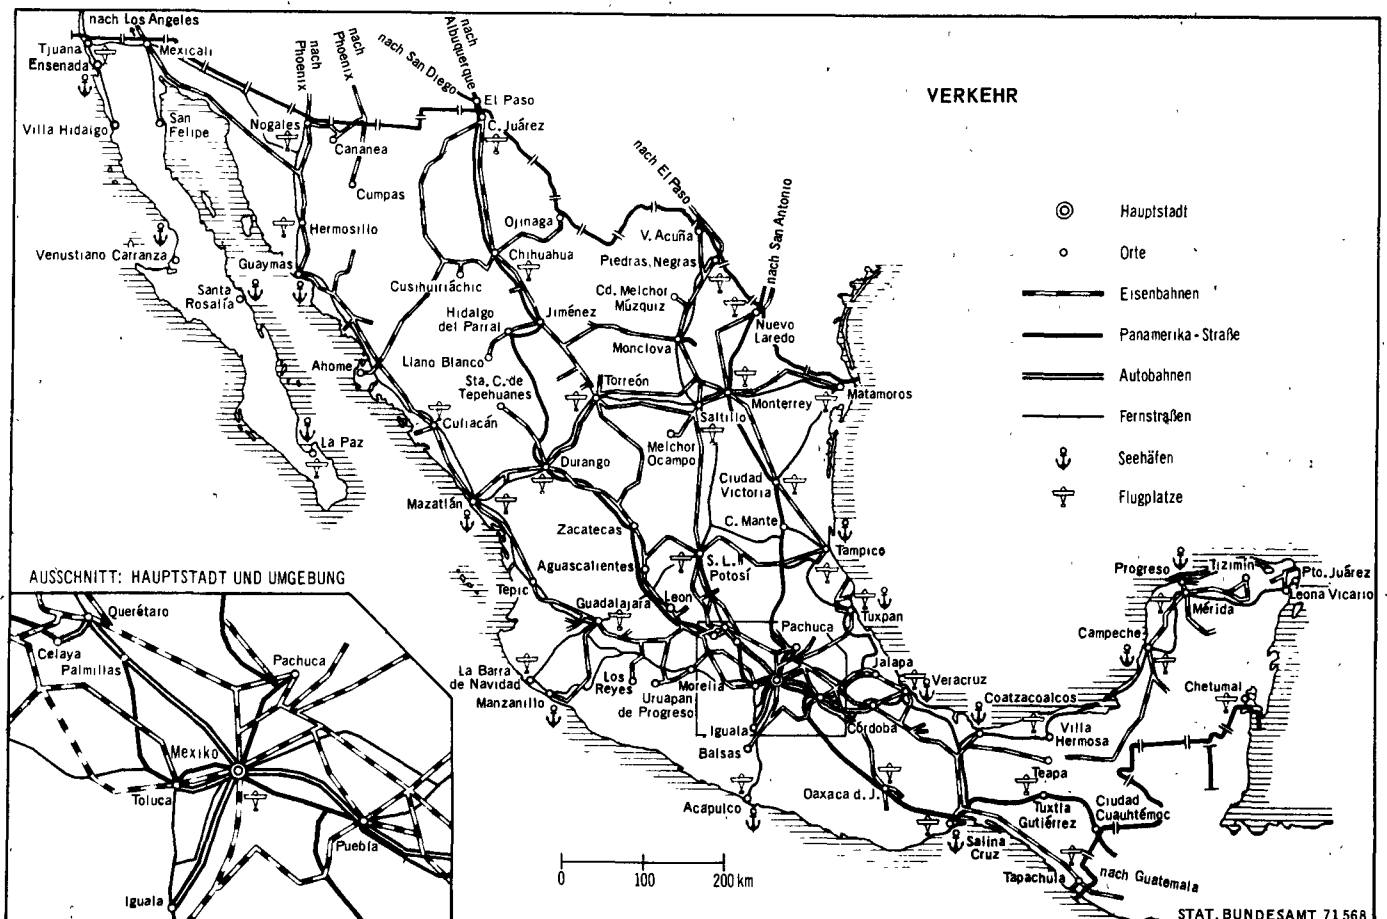 VERKEHR
nach Los Angeles
Tjuana
Mexicali
Ensenada
nach Phoenix
nach Phoenix
nach San Diego
nach Albuquerque
El Paso
C. Juárez
Villa Hidalgo
San
Felipe
Nogales
Cananea
Cumpas
nach El Paso
nach San Antonio
Ojinaga
V. Acuña
Hermosillo
Venustiano Carranza
Guaymas
Chihuahua
Piedras Negras
Santa
Rosalía
Cusihuiriáchic
Cd. Melchor
Múzquiz
Hidalgo
del Parral
Jiménez
Nuevo
Laredo
Llano Blanco
Monclova
Ahome
Sta. C. de
Tepehuanes
Torreón
Monterrey
Matamoros
Culiacán
Saltillo
La Paz
Melchor
Ocampo
Durango
Ciudad
Victoria
Mazatlán
Zacatecas
C. Mante
Tampico
Aguascalientes
S. L.
Potosí
Tepic
Guadalajara
Leon
Tuxpan
Pachuca
La Barra
de Navidad
Los
Reyes
Morelia
Jalapa
Veracruz
Manzanillo
Uruapan
de Progreso
Iguala
Córdoba
Balsas
Coatzacoalcos
Villa
Hermosa
Teapa
Progreso
Tizimin
Pto. Juárez
Leona Vicario
Mérida
Campeche
Chetumal
Acapulco
Oaxaca d. J.
Tuxtla
Gutiérrez
Ciudad
Cuauhtémoc
Salina
Cruz
Tapachula
nach Guatemala
Hauptstadt
Orte
Eisenbahnen
Panamerika-Straße
Autobahnen
Fernstraßen
Seehäfen
Flugplatze
AUSSCHNITT: HAUPTSTADT UND UMGEBUNG
Querétaro
Celaya
Palmillas
Pachuca
Mexiko
Toluca
Puebla
Iguala
0 100 200 km
STAT. BUNDESAMT 71 568